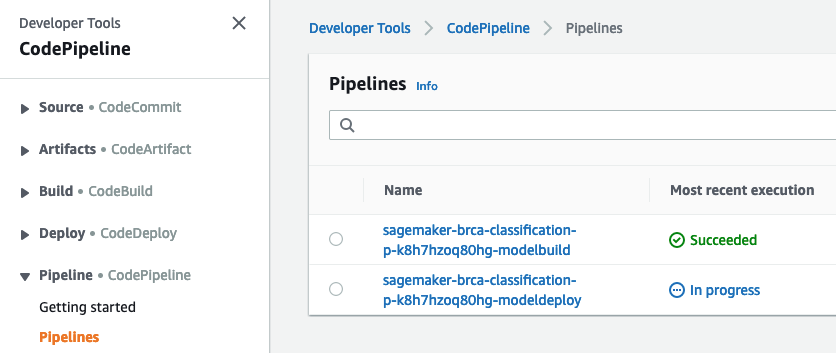 Developer Tools
CodePipeline
Source • CodeCommit
Artifacts • CodeArtifact
Build • CodeBuild
Deploy • CodeDeploy
Pipeline • CodePipeline
Getting started
Pipelines
Developer Tools > CodePipeline > Pipelines
Pipelines Info
Name Most recent execution
sagemaker-brca-classification-
p-k8h7hzoq80hg-modelbuild
Succeeded
sagemaker-brca-classification-
p-k8h7hzoq80hg-modeldeploy
In progress